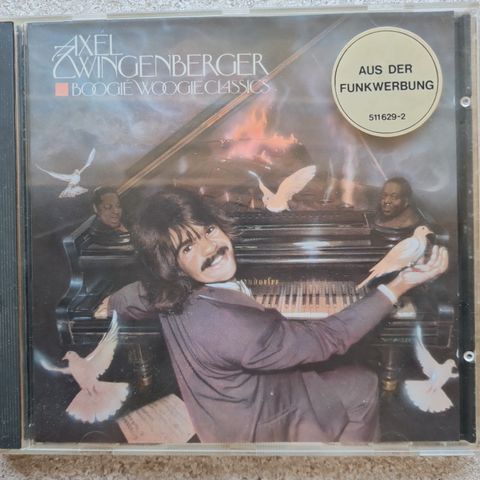 AXEL
ZWINGENBERGER
BOOGIE WOOGIE CLASSICS
AUS DER
FUNKWERBUNG
511629-2